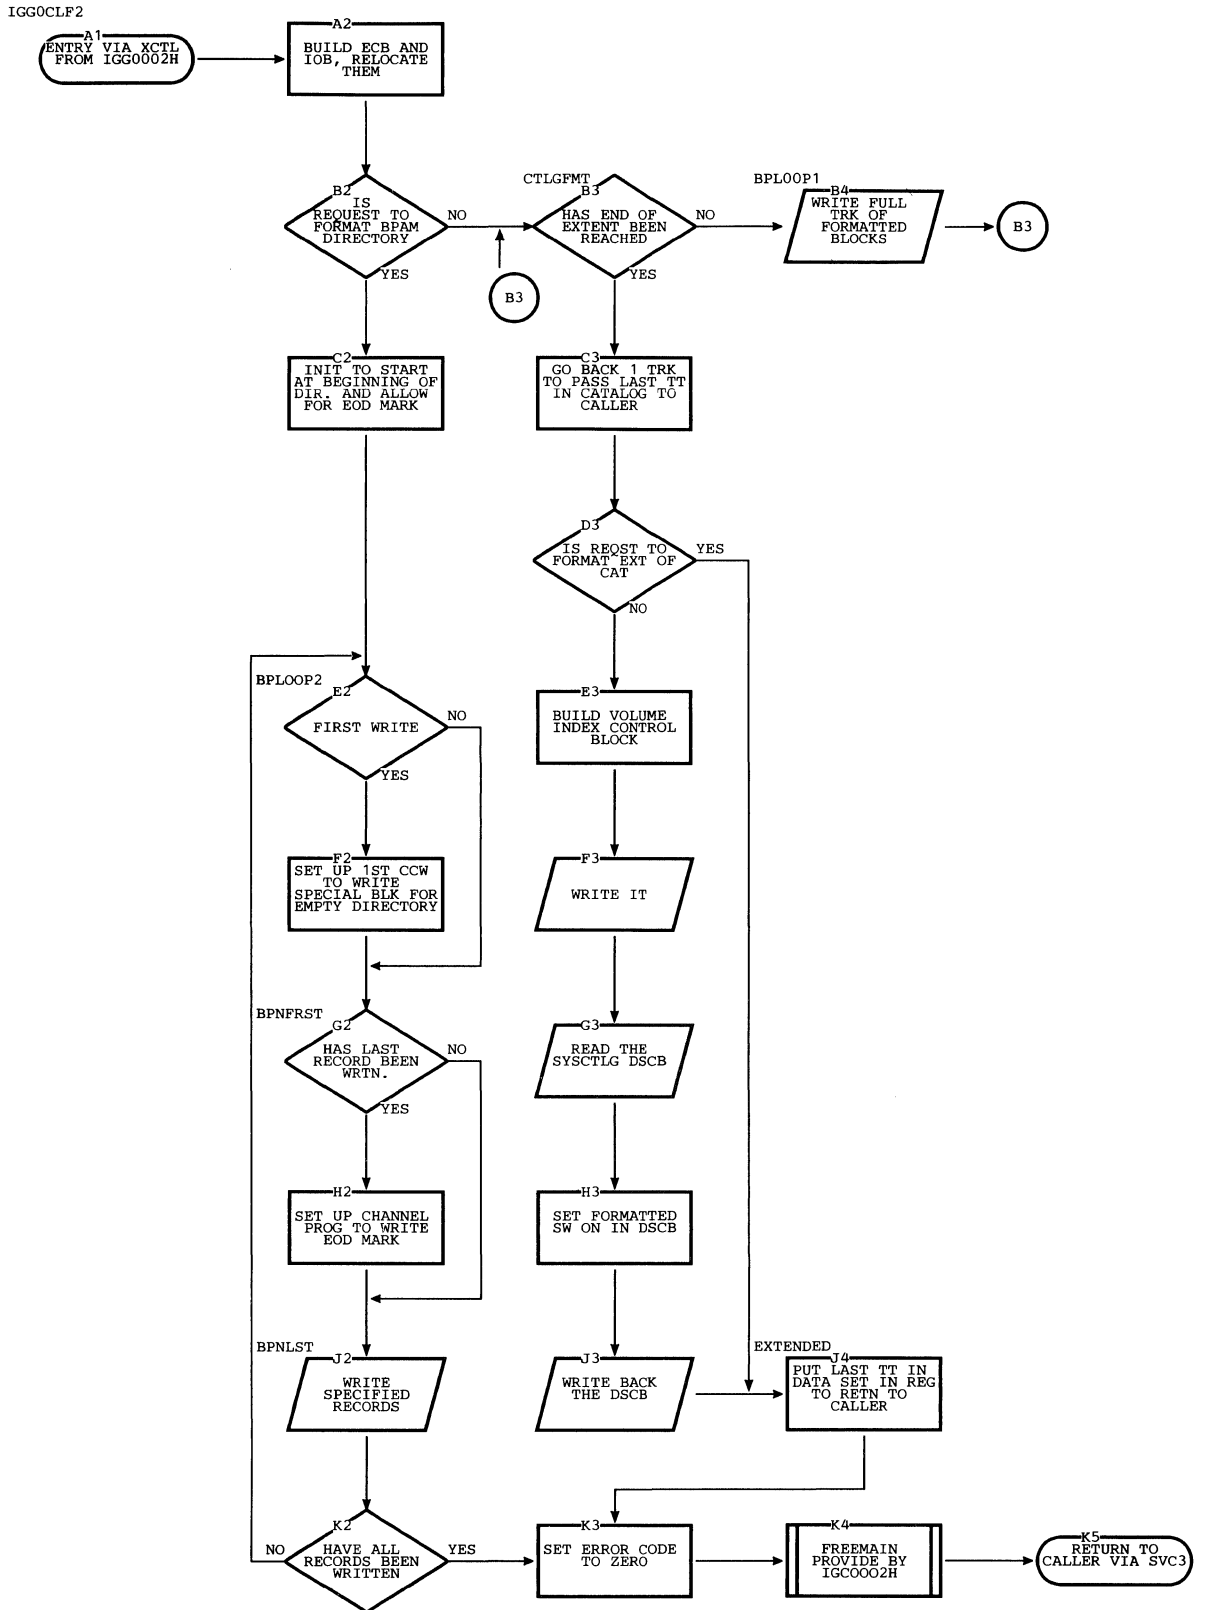 IGG0CLF2
A1
ENTRY VIA XCTL
FROM IGG0002H
A2
BUILD ECB AND
IOB, RELOCATE
THEM
B2
IS
REQUEST TO
FORMAT BPAM
DIRECTORY
NO
YES
CTLGFMT
B3
HAS END OF
EXTENT BEEN
REACHED
NO
YES
BPLOOP1
B4
WRITE FULL
TRK OF
FORMATTED
BLOCKS
B3
B3
C2
INIT TO START
AT BEGINNING OF
DIR. AND ALLOW
FOR EOD MARK
C3
GO BACK 1 TRK
TO PASS LAST TT
IN CATALOG TO
CALLER
D3
IS REQST TO
FORMAT EXT OF
CAT
YES
NO
BPLOOP2
E2
FIRST WRITE
NO
YES
E3
BUILD VOLUME
INDEX CONTROL
BLOCK
F2
SET UP 1ST CCW
TO WRITE
SPECIAL BLK FOR
EMPTY DIRECTORY
F3
WRITE IT
BPNFRST
G2
HAS LAST
RECORD BEEN
WRTN.
NO
YES
G3
READ THE
SYSCTLG DSCB
H2
SET UP CHANNEL
PROG TO WRITE
EOD MARK
H3
SET FORMATTED
SW ON IN DSCB
BPNLST
J2
WRITE
SPECIFIED
RECORDS
J3
WRITE BACK
THE DSCB
EXTENDED
J4
PUT LAST TT IN
DATA SET IN REG
TO RETN TO
CALLER
K2
HAVE ALL
RECORDS BEEN
WRITTEN
NO
YES
K3
SET ERROR CODE
TO ZERO
K4
FREEMAIN
PROVIDE BY
IGC0002H
K5
RETURN TO
CALLER VIA SVC3